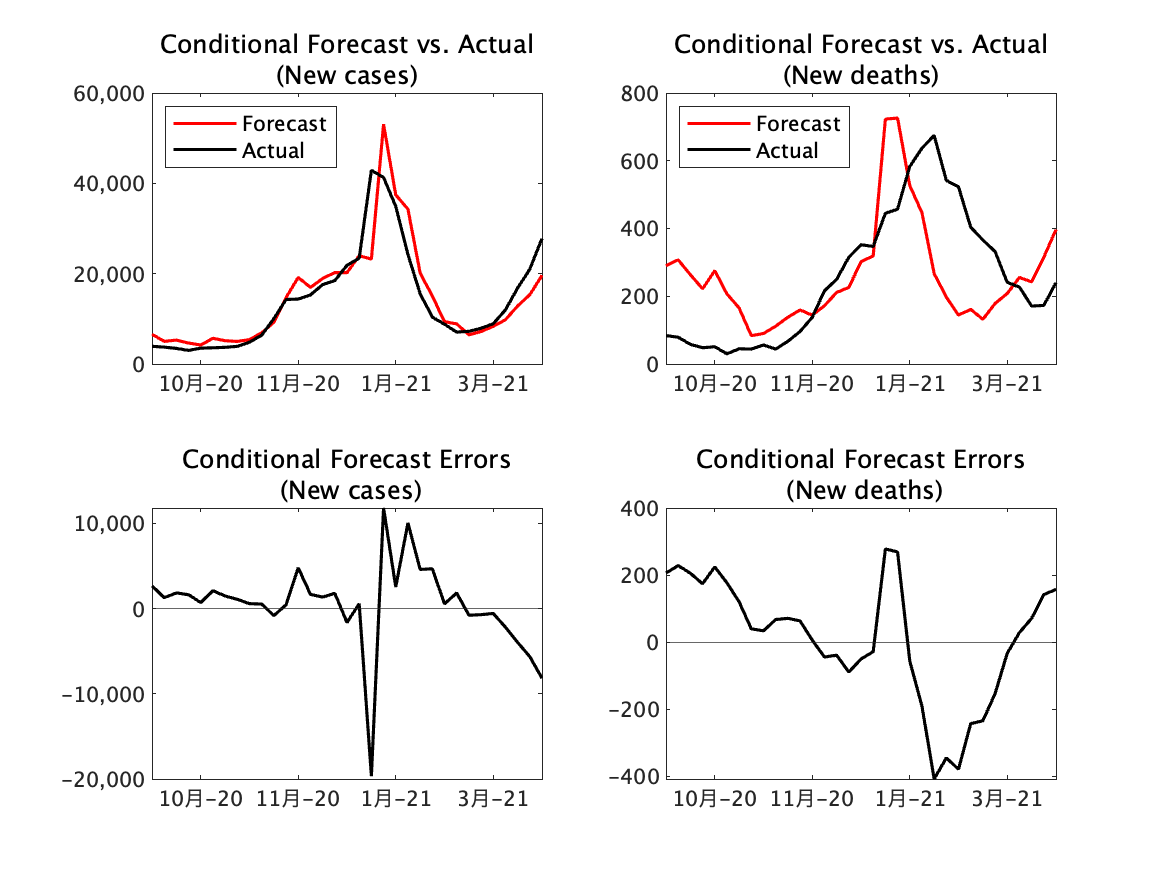 Conditional Forecast vs. Actual
(New cases)
60,000
40,000
20,000
0
Forecast
Actual
10月-20 11月-20 1月-21 3月-21
Conditional Forecast vs. Actual
(New deaths)
800
600
400
200
0
Forecast
Actual
10月-20 11月-20 1月-21 3月-21
Conditional Forecast Errors
(New cases)
10,000
0
-10,000
-20,000
10月-20 11月-20 1月-21 3月-21
Conditional Forecast Errors
(New deaths)
400
200
0
-200
-400
10月-20 11月-20 1月-21 3月-21